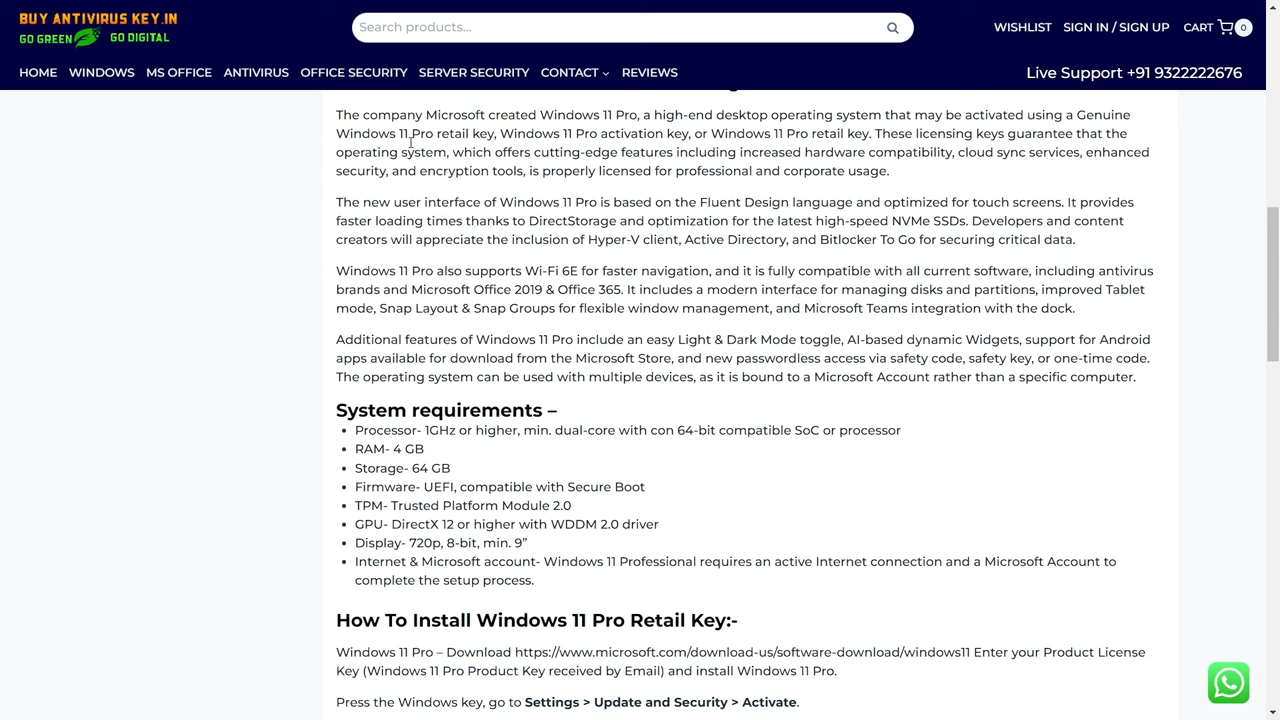 BUY ANTIVIRUS KEY.IN
GO GREEN GO DIGITAL
Search products...
WISHLIST SIGN IN / SIGN UP CART 0
HOME WINDOWS MS OFFICE ANTIVIRUS OFFICE SECURITY SERVER SECURITY CONTACT REVIEWS
Live Support +91 9322222676
The company Microsoft created Windows 11 Pro, a high-end desktop operating system that may be activated using a Genuine
Windows 11 Pro retail key, Windows 11 Pro activation key, or Windows 11 Pro retail key. These licensing keys guarantee that the
operating system, which offers cutting-edge features including increased hardware compatibility, cloud sync services, enhanced
security, and encryption tools, is properly licensed for professional and corporate usage.
The new user interface of Windows 11 Pro is based on the Fluent Design language and optimized for touch screens. It provides
faster loading times thanks to DirectStorage and optimization for the latest high-speed NVMe SSDs. Developers and content
creators will appreciate the inclusion of Hyper-V client, Active Directory, and Bitlocker To Go for securing critical data.
Windows 11 Pro also supports Wi-Fi 6E for faster navigation, and it is fully compatible with all current software, including antivirus
brands and Microsoft Office 2019 & Office 365. It includes a modern interface for managing disks and partitions, improved Tablet
mode, Snap Layout & Snap Groups for flexible window management, and Microsoft Teams integration with the dock.
Additional features of Windows 11 Pro include an easy Light & Dark Mode toggle, AI-based dynamic Widgets, support for Android
apps available for download from the Microsoft Store, and new passwordless access via safety code, safety key, or one-time code.
The operating system can be used with multiple devices, as it is bound to a Microsoft Account rather than a specific computer.
System requirements –
• Processor- 1GHz or higher, min. dual-core with con 64-bit compatible SoC or processor
• RAM- 4 GB
• Storage- 64 GB
• Firmware- UEFI, compatible with Secure Boot
• TPM- Trusted Platform Module 2.0
• GPU- DirectX 12 or higher with WDDM 2.0 driver
• Display- 720p, 8-bit, min. 9”
• Internet & Microsoft account- Windows 11 Professional requires an active Internet connection and a Microsoft Account to
complete the setup process.
How To Install Windows 11 Pro Retail Key:-
Windows 11 Pro – Download https://www.microsoft.com/download-us/software-download/windows11 Enter your Product License
Key (Windows 11 Pro Product Key received by Email) and install Windows 11 Pro.
Press the Windows key, go to Settings > Update and Security > Activate.